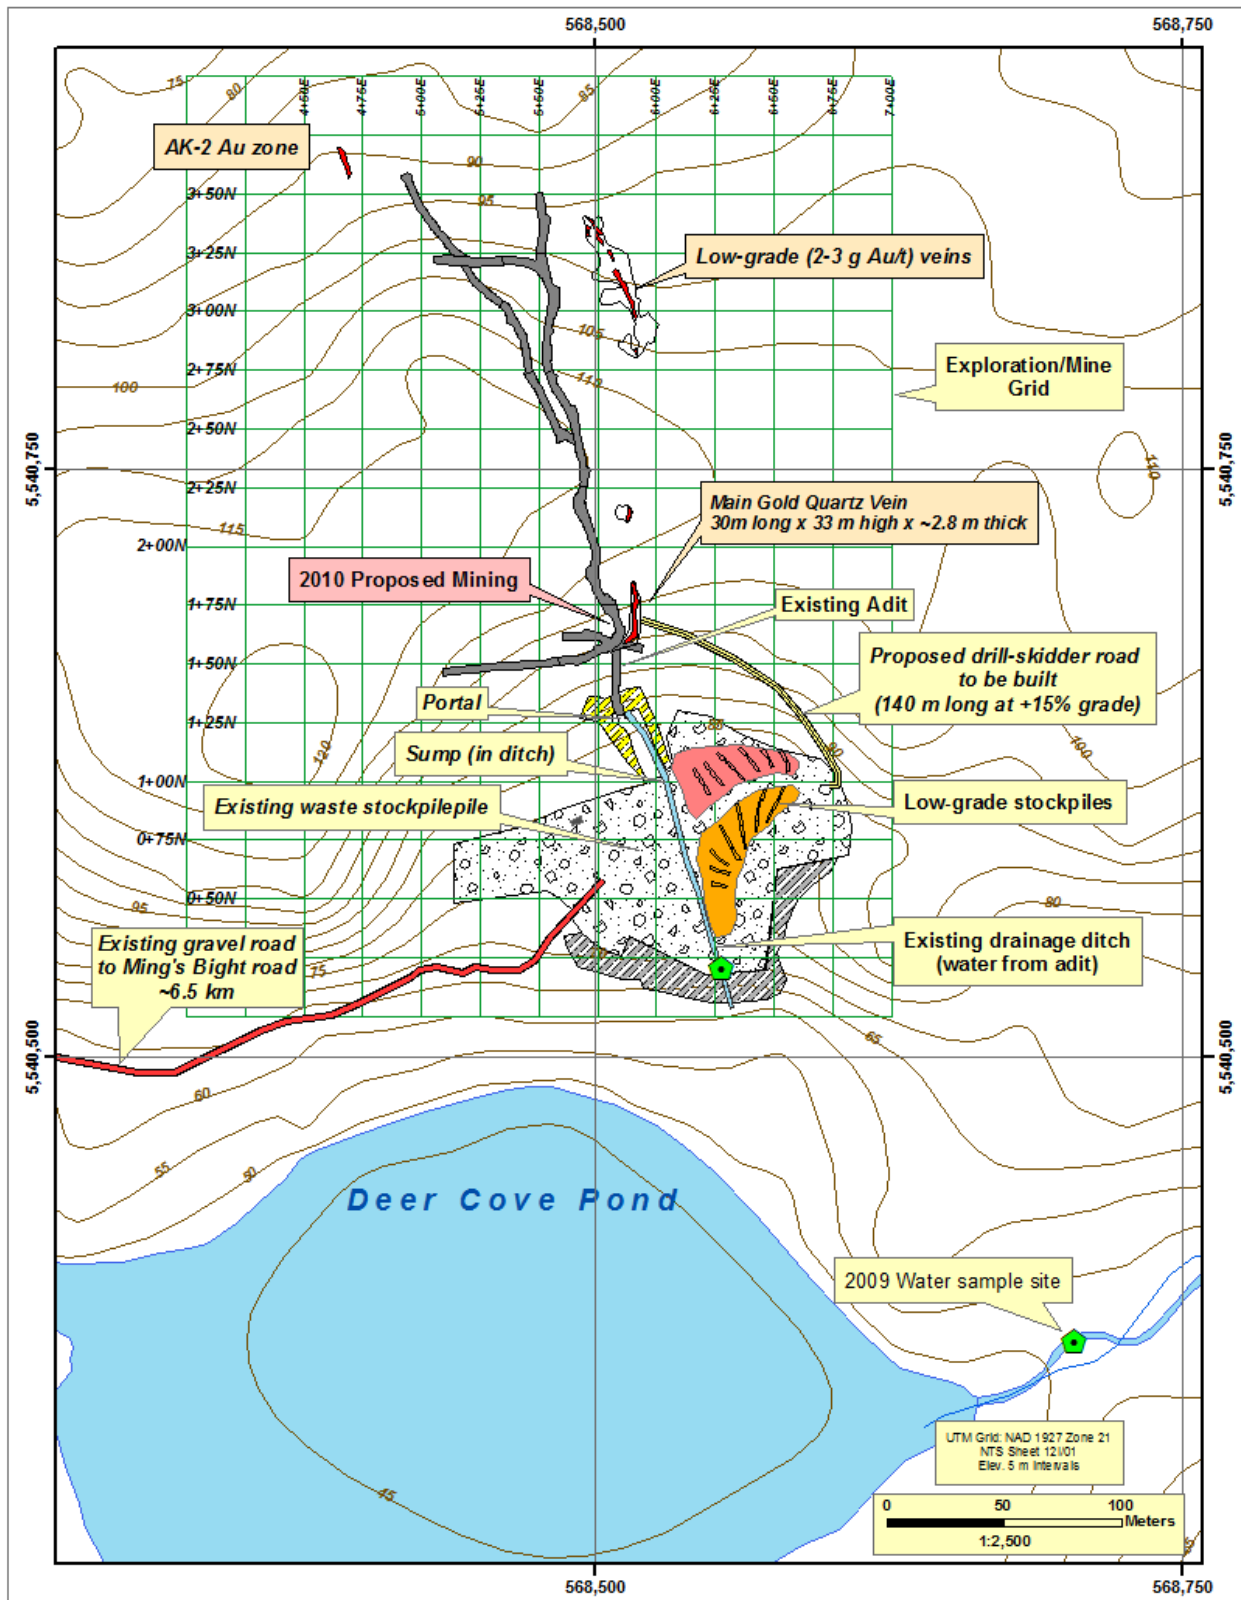 568,500
568,750
75
80
85
4+50E
4+75E
5+00E
5+25E
5+50E
6+00E
6+25E
6+50E
6+75E
7+00E
AK-2 Au zone
90
3+50N
95
3+25N
Low-grade (2-3 g Au/t) veins
3+00N
105
Exploration/Mine
Grid
2+75N
100
110
2+50N
5,540,750
5,540,750
110
2+25N
Main Gold Quartz Vein
30m long x 33 m high x ~2.8 m thick
115
2+00N
2010 Proposed Mining
1+75N
Existing Adit
1+50N
Proposed drill-skidder road
to be built
(140 m long at +15% grade)
Portal
1+25N
85
120
Sump (in ditch)
90
100
1+00N
Existing waste stockpilepile
Low-grade stockpiles
0+75N
0+50N
95
80
Existing gravel road
to Ming's Bight road
~6.5 km
75
Existing drainage ditch
(water from adit)
65
5,540,500
5,540,500
60
55
50
Deer Cove Pond
2009 Water sample site
UTM Grid: NAD 1927 Zone 21
NTS Sheet 12I/01
Elev. 5 m Intervals
45
0 50 100
Meters
1:2,500
568,500
568,750